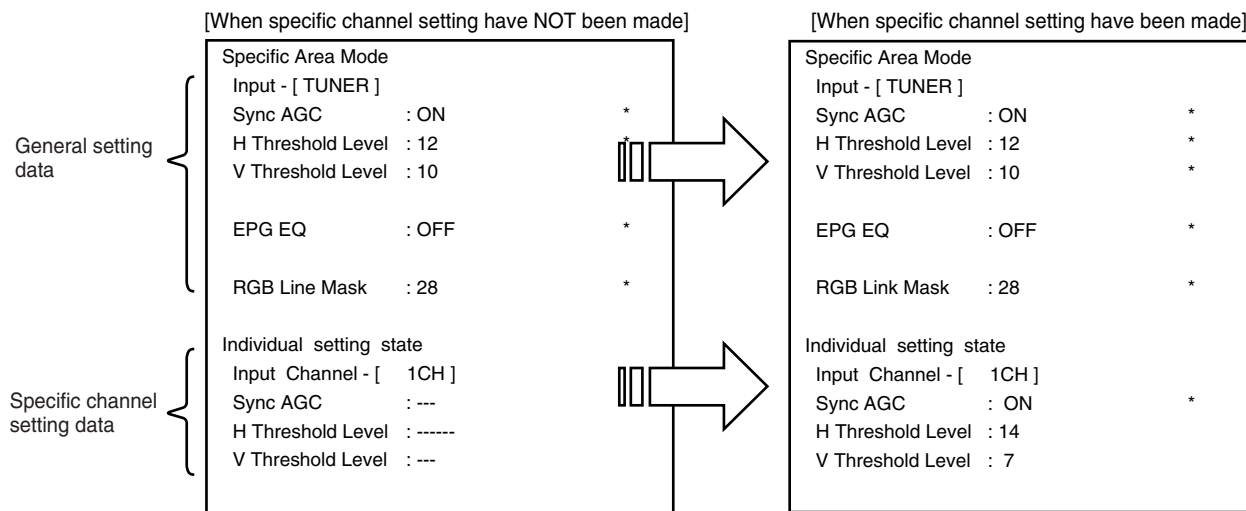 [When specific channel setting have NOT been made]
Specific Area Mode
Input - [ TUNER ]
Sync AGC : ON *
H Threshold Level : 12 *
V Threshold Level : 10
EPG EQ : OFF *
RGB Line Mask : 28 *
Individual setting state
Input Channel - [ 1CH ]
Sync AGC : ---
H Threshold Level : ------
V Threshold Level : ---
General setting
data
Specific channel
setting data
[When specific channel setting have been made]
Specific Area Mode
Input - [ TUNER ]
Sync AGC : ON *
H Threshold Level : 12 *
V Threshold Level : 10 *
EPG EQ : OFF *
RGB Link Mask : 28 *
Individual setting state
Input Channel - [ 1CH ]
Sync AGC : ON *
H Threshold Level : 14
V Threshold Level : 7